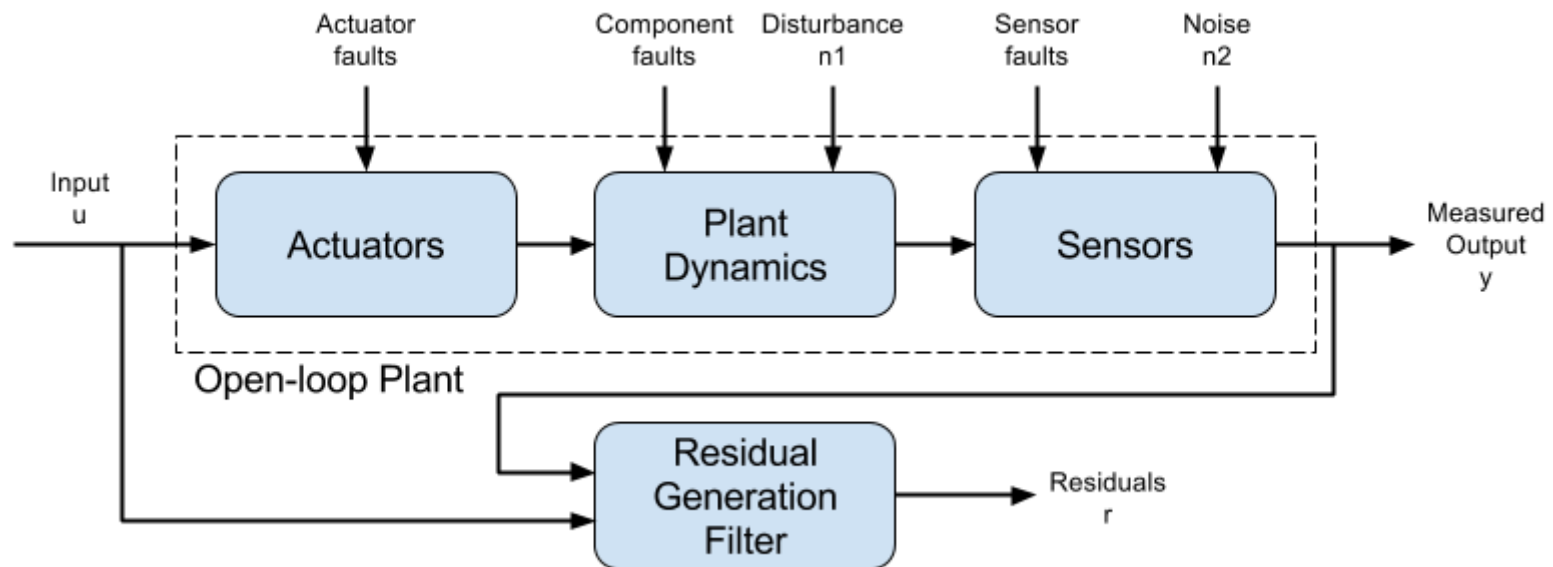 Actuator
faults
Component
faults
Disturbance
n1
Sensor
faults
Noise
n2
Input
u
Actuators
Plant
Dynamics
Sensors
Measured
Output
y
Open-loop Plant
Residual
Generation
Filter
Residuals
r